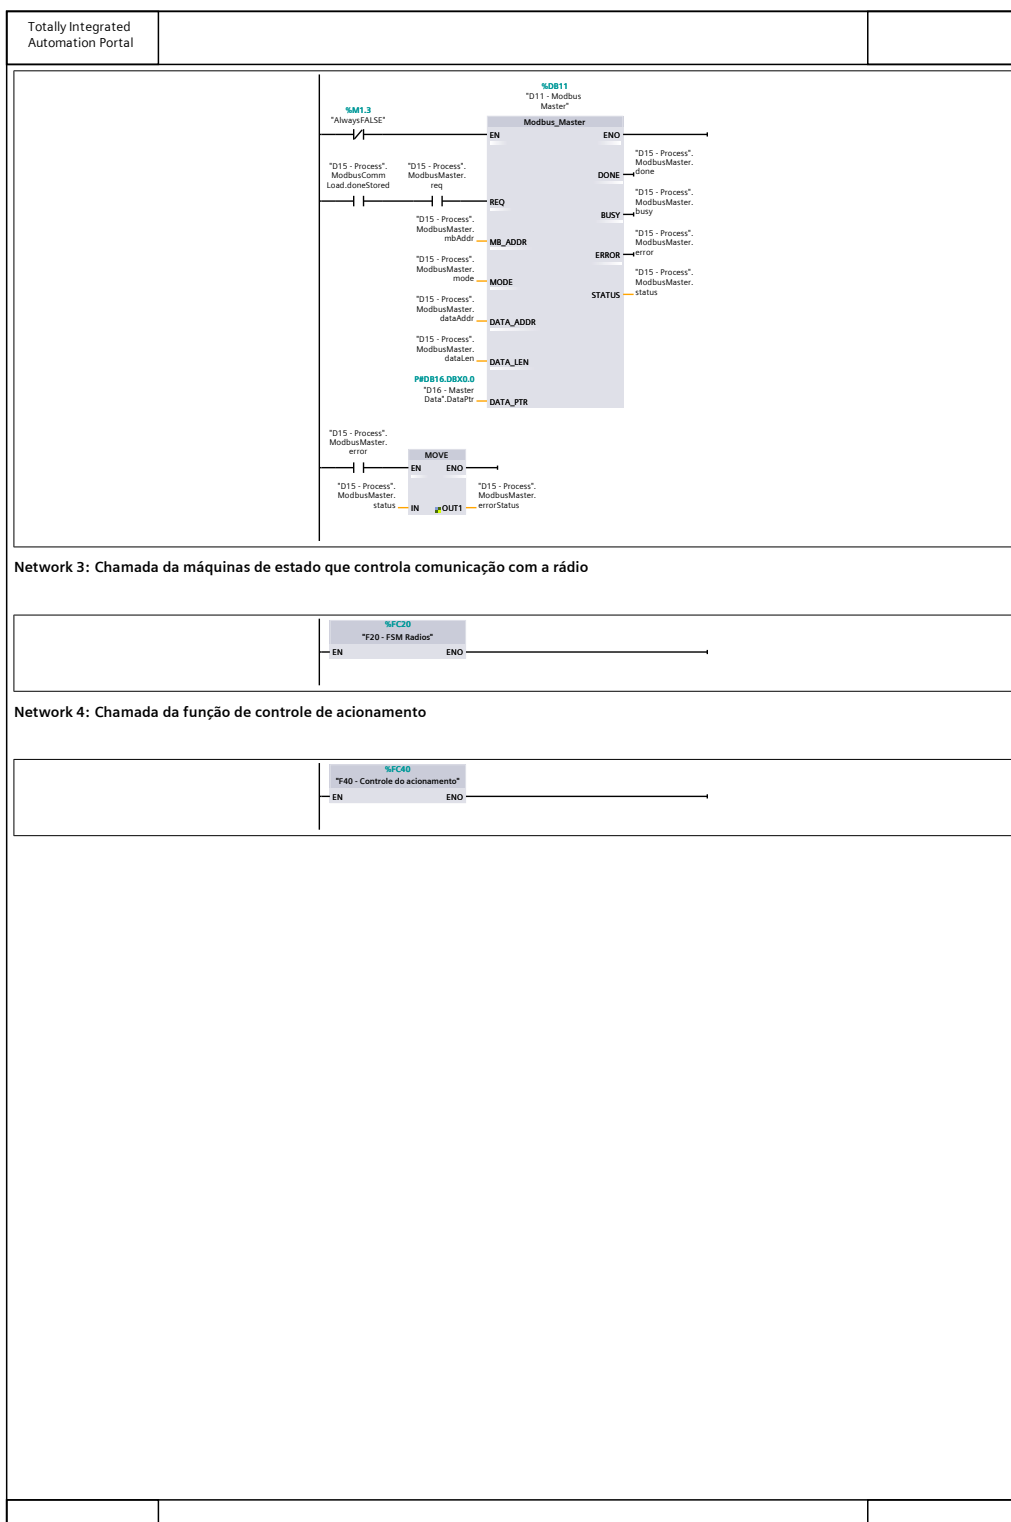 Totally Integrated
Automation Portal
%DB11
"D11 - Modbus
Master"
%M1.3
"AlwaysFALSE"
Modbus_Master
EN
ENO
"D15 - Process".
ModbusMaster.
done
DONE
"D15 - Process".
ModbusComm
Load.doneStored
"D15 - Process".
ModbusMaster.
req
REQ
"D15 - Process".
ModbusMaster.
busy
BUSY
"D15 - Process".
ModbusMaster.
mbAddr
MB_ADDR
"D15 - Process".
ModbusMaster.
error
ERROR
"D15 - Process".
ModbusMaster.
mode
MODE
"D15 - Process".
ModbusMaster.
status
STATUS
"D15 - Process".
ModbusMaster.
dataAddr
DATA_ADDR
"D15 - Process".
ModbusMaster.
dataLen
DATA_LEN
P#DB16.DBX0.0
"D16 - Master
Data".DataPtr
DATA_PTR
"D15 - Process".
ModbusMaster.
error
MOVE
EN
ENO
"D15 - Process".
ModbusMaster.
status
IN
OUT1
"D15 - Process".
ModbusMaster.
errorStatus
Network 3: Chamada da máquinas de estado que controla comunicação com a rádio
%FC20
"F20 - FSM Radios"
EN
ENO
Network 4: Chamada da função de controle de acionamento
%FC40
"F40 - Controle do acionamento"
EN
ENO